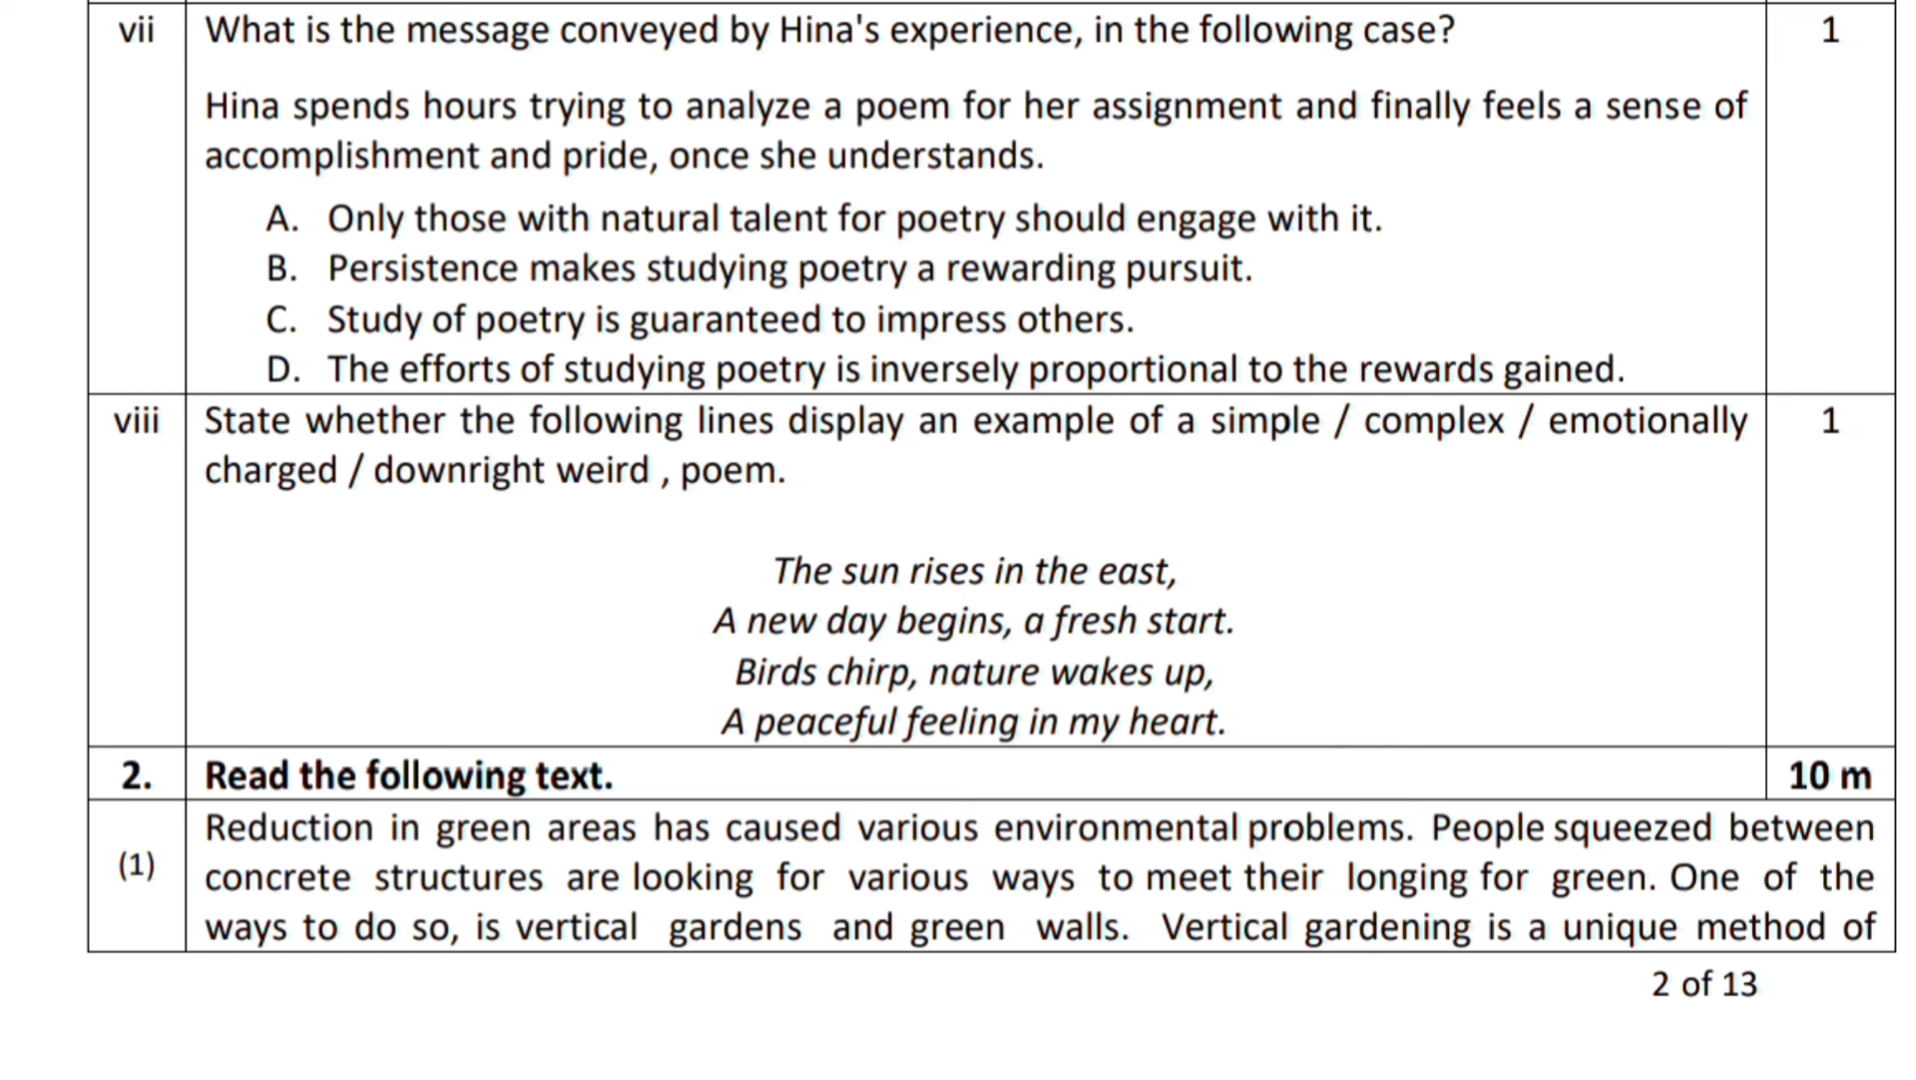 vii What is the message conveyed by Hina's experience, in the following case? 1
Hina spends hours trying to analyze a poem for her assignment and finally feels a sense of
accomplishment and pride, once she understands.
A. Only those with natural talent for poetry should engage with it.
B. Persistence makes studying poetry a rewarding pursuit.
C. Study of poetry is guaranteed to impress others.
D. The efforts of studying poetry is inversely proportional to the rewards gained.
viii State whether the following lines display an example of a simple / complex / emotionally 1
charged / downright weird , poem.
The sun rises in the east,
A new day begins, a fresh start.
Birds chirp, nature wakes up,
A peaceful feeling in my heart.
2. Read the following text. 10 m
Reduction in green areas has caused various environmental problems. People squeezed between
(1) concrete structures are looking for various ways to meet their longing for green. One of the
ways to do so, is vertical gardens and green walls. Vertical gardening is a unique method of
2 of 13